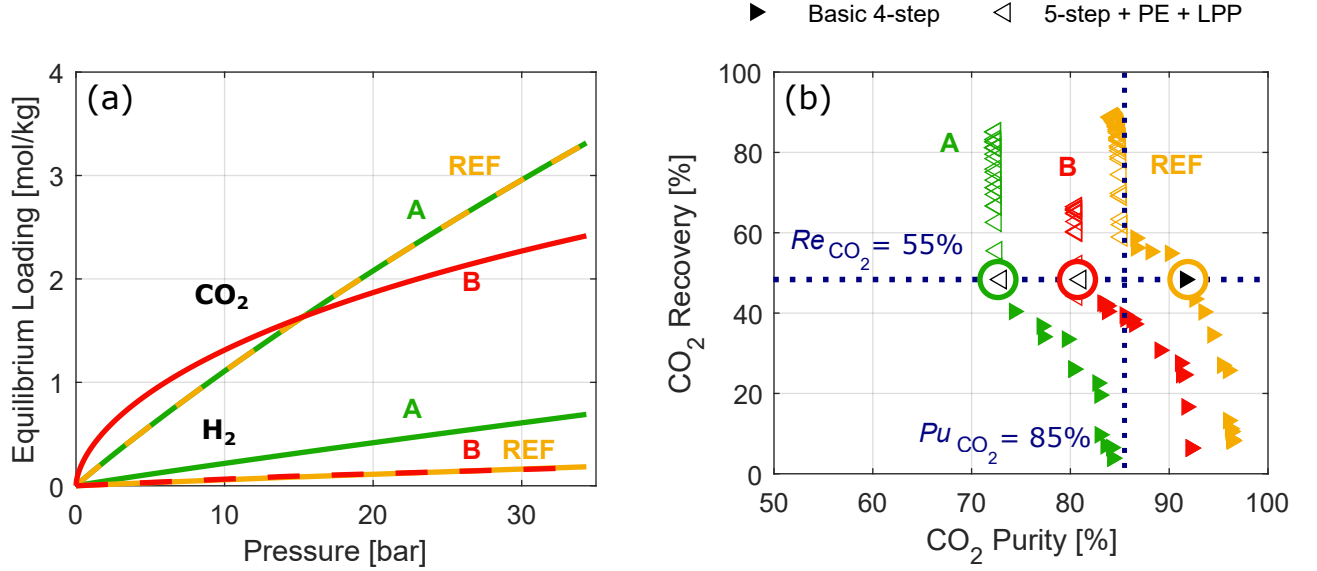 Basic 4-step 5-step + PE + LPP
(a)
Equilibrium Loading [mol/kg]
4
3
2
1
0
0 10 20 30
Pressure [bar]
REF
A
CO2
B
H2
A
B REF
(b)
CO2 Recovery [%]
100
80
60
40
20
0
50 60 70 80 90 100
CO2 Purity [%]
A
B
REF
ReCO2 = 55%
PuCO2 = 85%